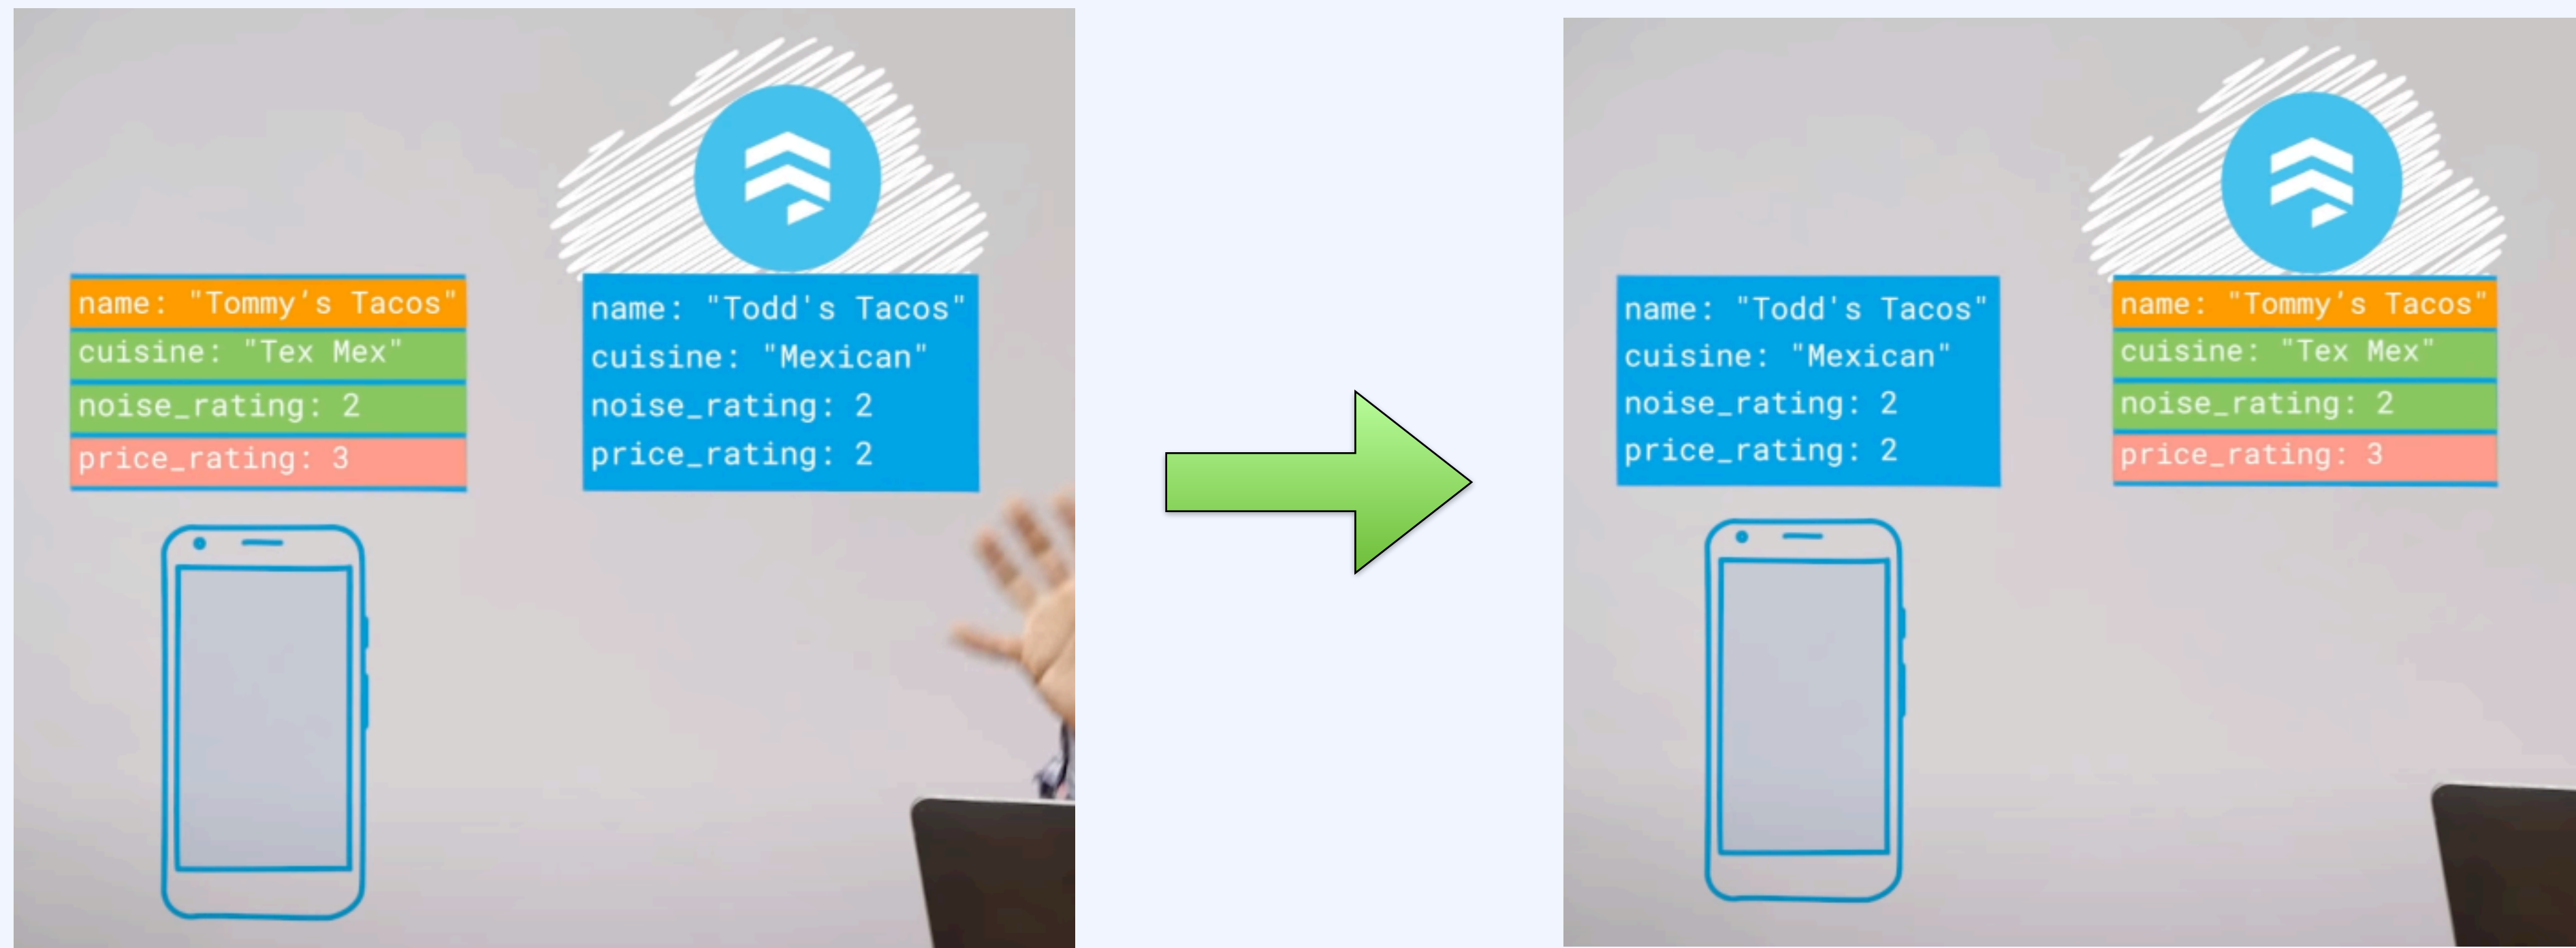 name: "Tommy’s Tacos"
cuisine: "Tex Mex"
noise_rating: 2
price_rating: 3
name: "Todd's Tacos"
cuisine: "Mexican"
noise_rating: 2
price_rating: 2
name: "Todd's Tacos"
cuisine: "Mexican"
noise_rating: 2
price_rating: 2
name: "Tommy’s Tacos"
cuisine: "Tex Mex"
noise_rating: 2
price_rating: 3